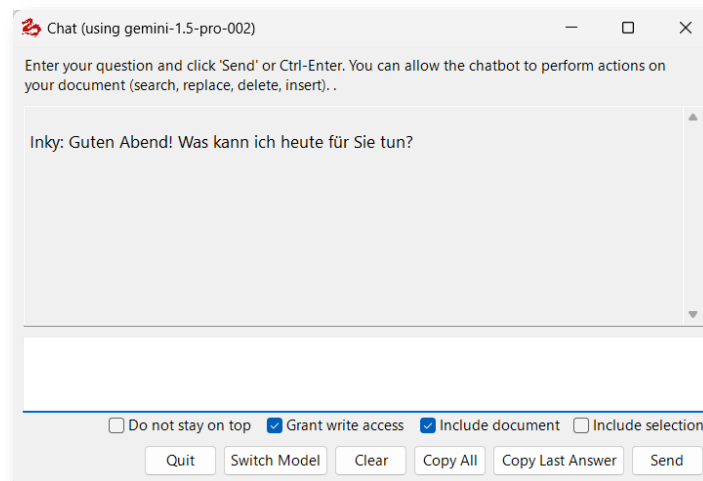 Chat (using gemini-1.5-pro-002)
Enter your question and click 'Send' or Ctrl-Enter. You can allow the chatbot to perform actions on
your document (search, replace, delete, insert). .
Inky: Guten Abend! Was kann ich heute für Sie tun?
Do not stay on top Grant write access Include document Include selection
Quit Switch Model Clear Copy All Copy Last Answer Send